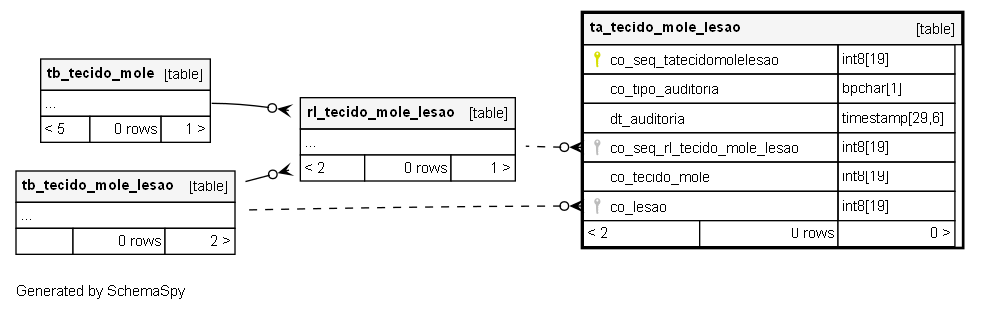 tb_tecido_mole [table]
...
< 5 0 rows 1 >
tb_tecido_mole_lesao [table]
...
0 rows 2 >
rl_tecido_mole_lesao [table]
...
< 2 0 rows 1 >
ta_tecido_mole_lesao [table]
co_seq_tatecidomolelesao int8[19]
co_tipo_auditoria bpchar[1]
dt_auditoria timestamp[29,6]
co_seq_rl_tecido_mole_lesao int8[19]
co_tecido_mole int8[19]
co_lesao int8[19]
< 2 0 rows 0 >
Generated by SchemaSpy